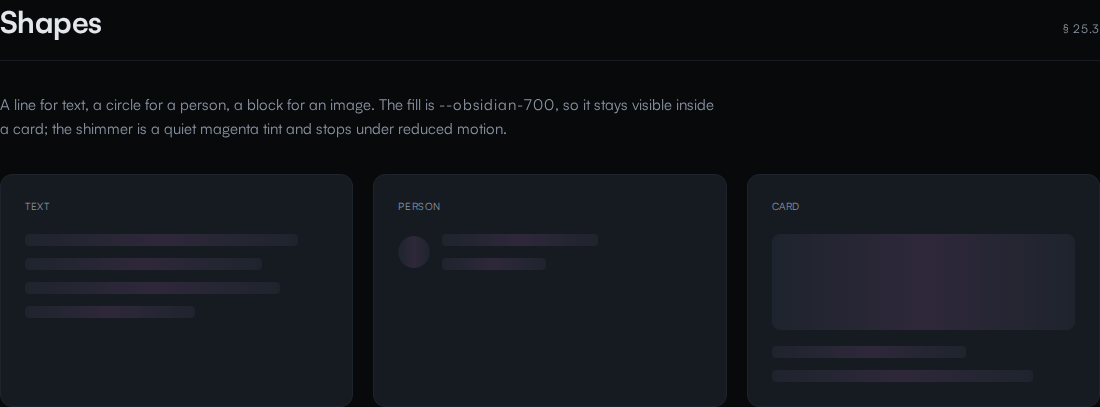 Shapes
§ 25.3
A line for text, a circle for a person, a block for an image. The fill is --obsidian-700, so it stays visible inside
a card; the shimmer is a quiet magenta tint and stops under reduced motion.
TEXT
PERSON
CARD